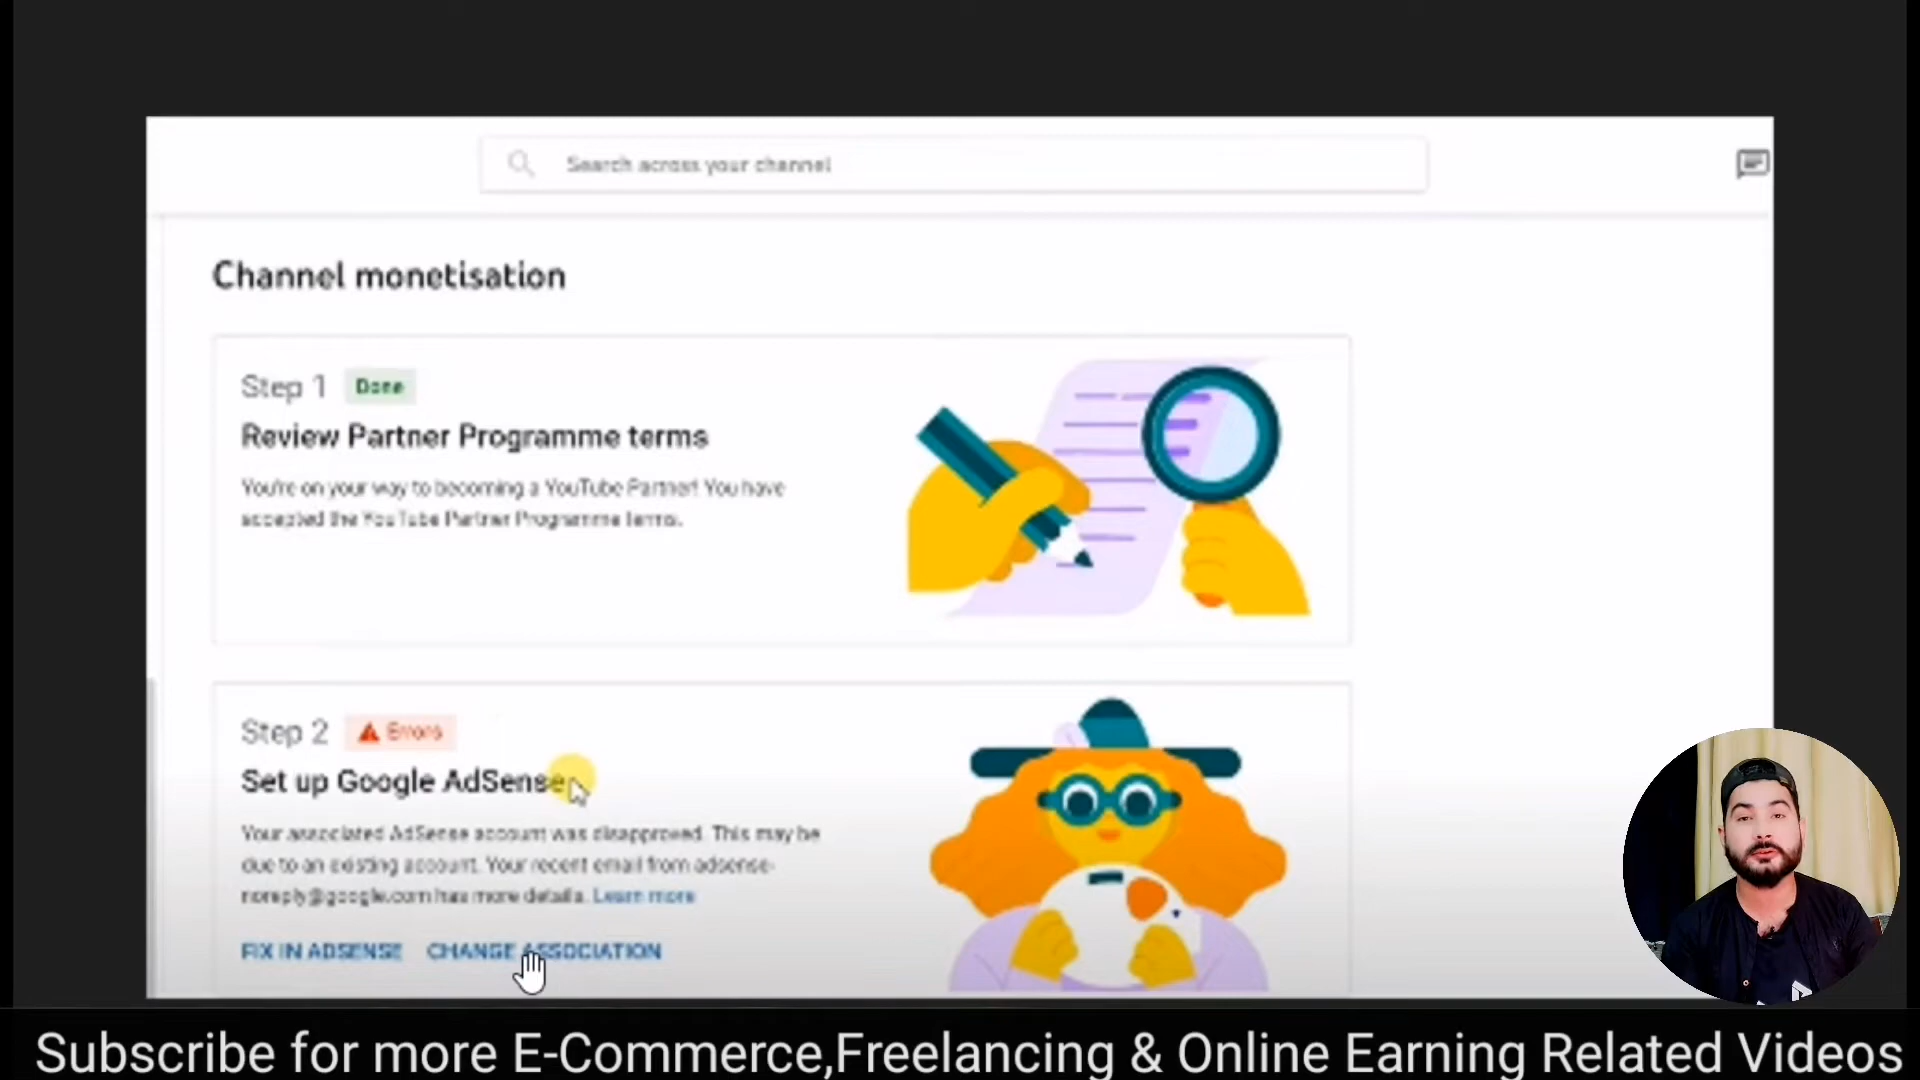 Search across your channel
Channel monetisation
Step 1 Done
Review Partner Programme terms
You're on your way to becoming a YouTube Partner! You have
accepted the YouTube Partner Programme terms.
Step 2 Errors
Set up Google AdSense
Your associated AdSense account was disapproved. This may be
due to an existing account. Your recent email from adsense-
noreply@google.com has more details. Learn more
FIX IN ADSENSE CHANGE ASSOCIATION
Subscribe for more E-Commerce,Freelancing & Online Earning Related Videos